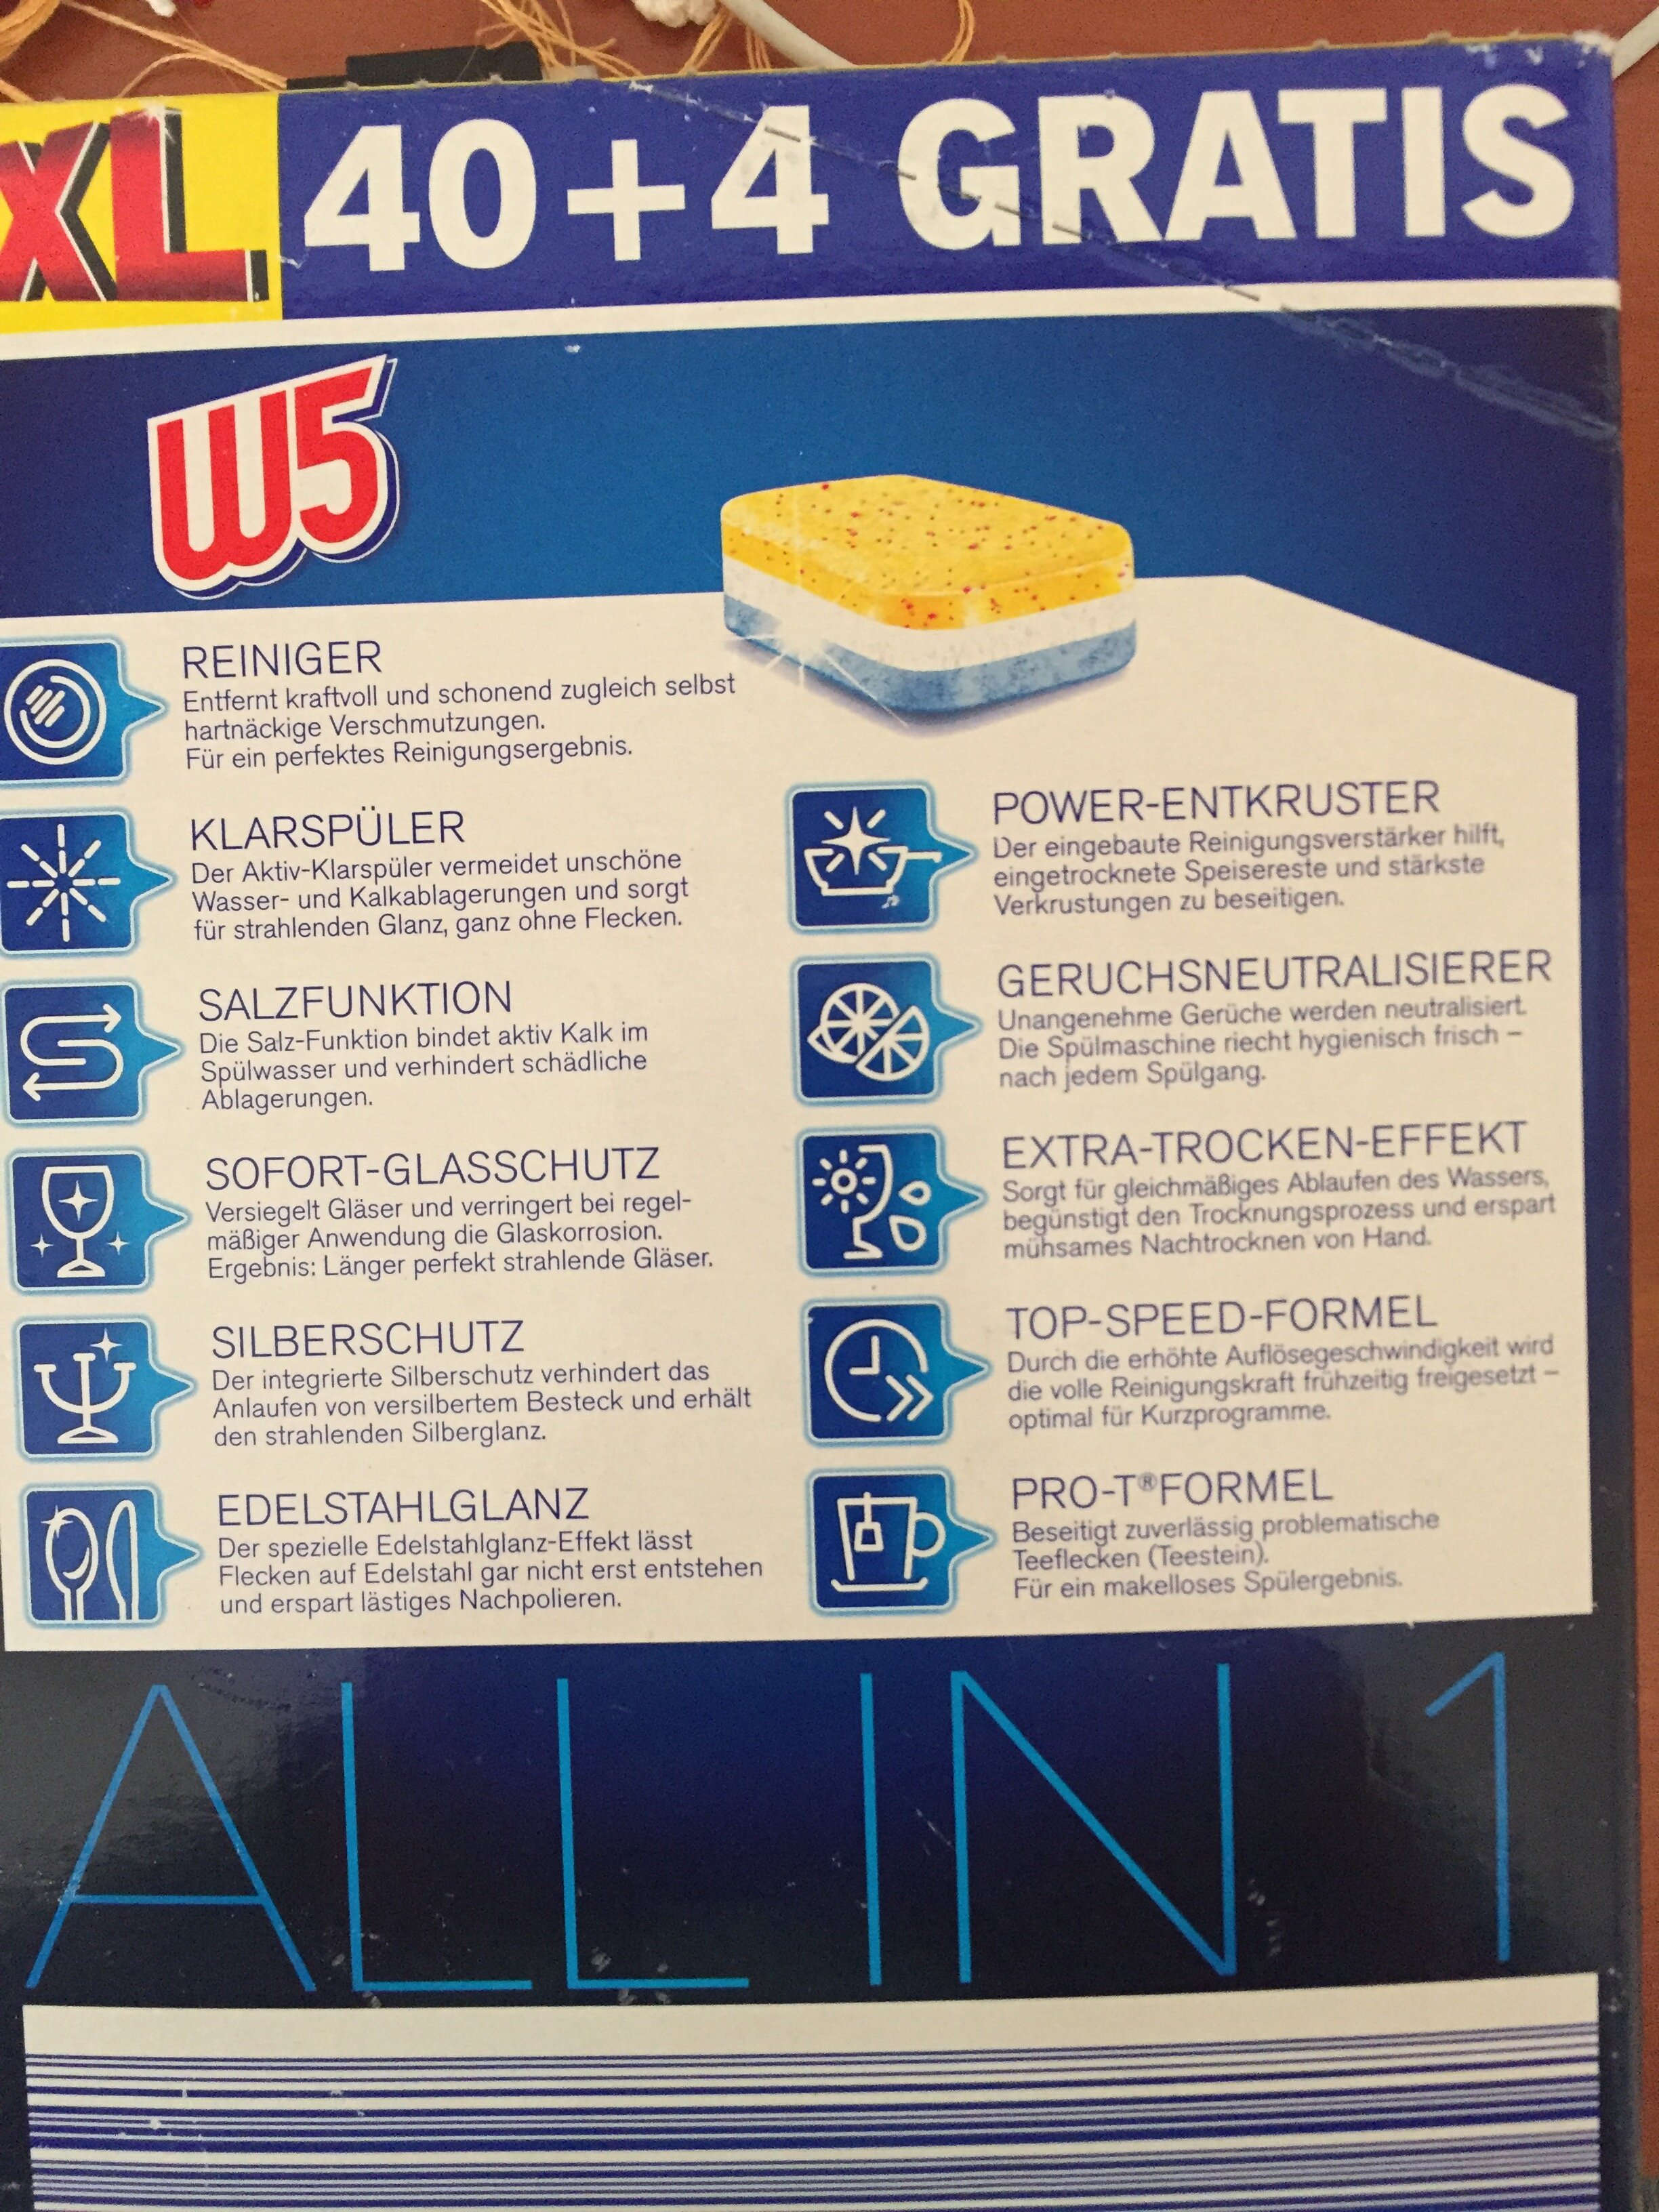 XL 40+4 GRATIS
W5
REINIGER
Entfernt kraftvoll und schonend zugleich selbst
hartnäckige Verschmutzungen.
Für ein perfektes Reinigungsergebnis.
KLARSPÜLER
Der Aktiv-Klarspüler vermeidet unschöne
Wasser- und Kalkablagerungen und sorgt
für strahlenden Glanz, ganz ohne Flecken.
SALZFUNKTION
Die Salz-Funktion bindet aktiv Kalk im
Spülwasser und verhindert schädliche
Ablagerungen.
SOFORT-GLASSCHUTZ
Versiegelt Gläser und verringert bei regel-
mäßiger Anwendung die Glaskorrosion.
Ergebnis: Länger perfekt strahlende Gläser.
SILBERSCHUTZ
Der integrierte Silberschutz verhindert das
Anlaufen von versilbertem Besteck und erhält
den strahlenden Silberglanz.
EDELSTAHLGLANZ
Der spezielle Edelstahlglanz-Effekt lässt
Flecken auf Edelstahl gar nicht erst entstehen
und erspart lästiges Nachpolieren.
POWER-ENTKRUSTER
Der eingebaute Reinigungsverstärker hilft,
eingetrocknete Speisereste und stärkste
Verkrustungen zu beseitigen.
GERUCHSNEUTRALISIERER
Unangenehme Gerüche werden neutralisiert.
Die Spülmaschine riecht hygienisch frisch –
nach jedem Spülgang.
EXTRA-TROCKEN-EFFEKT
Sorgt für gleichmäßiges Ablaufen des Wassers,
begünstigt den Trocknungsprozess und erspart
mühsames Nachtrocknen von Hand.
TOP-SPEED-FORMEL
Durch die erhöhte Auflösegeschwindigkeit wird
die volle Reinigungskraft frühzeitig freigesetzt –
optimal für Kurzprogramme.
PRO-T®FORMEL
Beseitigt zuverlässig problematische
Teeflecken (Teestein).
Für ein makelloses Spülergebnis.
ALL IN 1